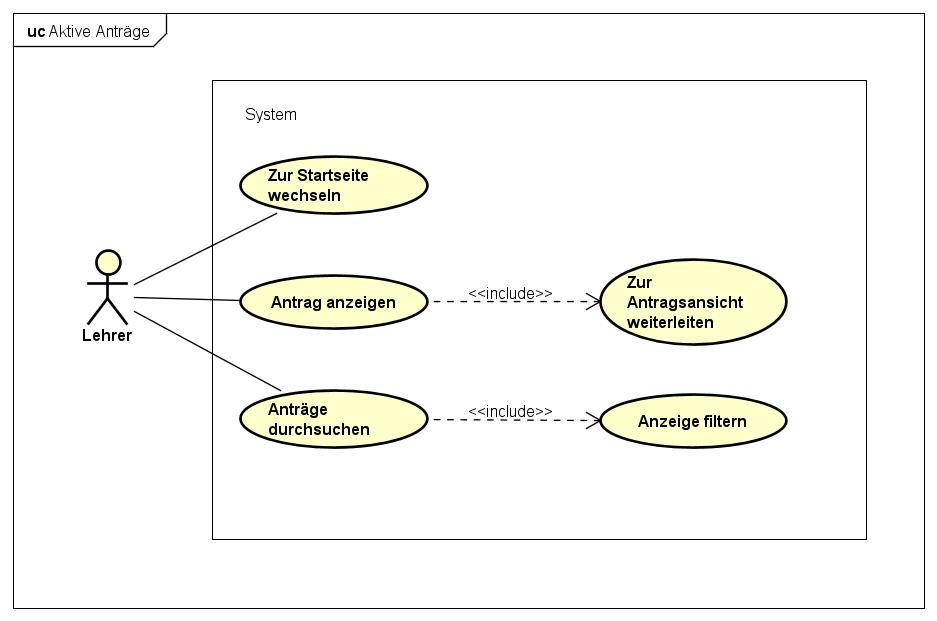 uc Aktive Anträge
System
Zur Startseite
wechseln
Antrag anzeigen
<<include>>
Zur
Antragsansicht
weiterleiten
Lehrer
Anträge
durchsuchen
<<include>>
Anzeige filtern